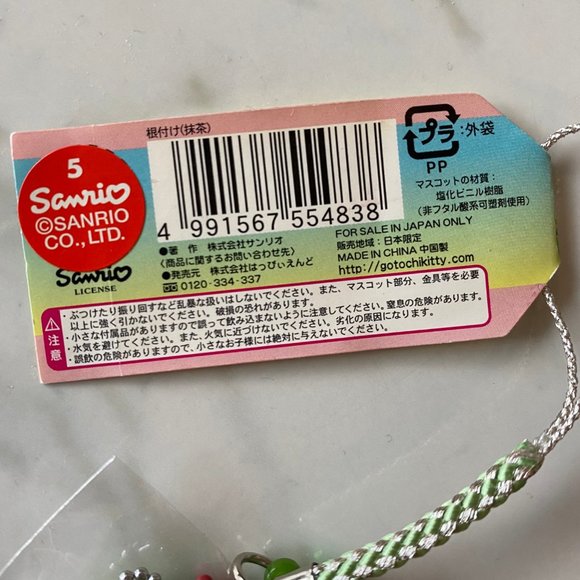 根付け(抹茶)
5
Sanrio
©SANRIO
CO., LTD.
Sanrio
LICENSE
4 991567 554838
プラ :外袋
PP
マスコットの材質:
塩化ビニル樹脂
(非フタル酸系可塑剤使用)
●著 作 株式会社サンリオ
(商品に関するお問い合わせ先)
●発売元 株式会社はっぴぃえんど
0120-334-337
FOR SALE IN JAPAN ONLY
販売地域:日本限定
MADE IN CHINA 中国製
http://gotochikitty.com
注意
・ぶつけたり振り回すなど乱暴な扱いはしないでください。また、マスコット部分、金具等を必要
以上に強く引かないでください。破損の恐れがあります。
・小さな付属品がありますので誤って飲み込まないように注意してください。窒息の危険があります。
・水気を避けてください。また、火気に近づけないでください。劣化の原因になります。
・誤飲の危険がありますので、小さなお子様には絶対に与えないでください。